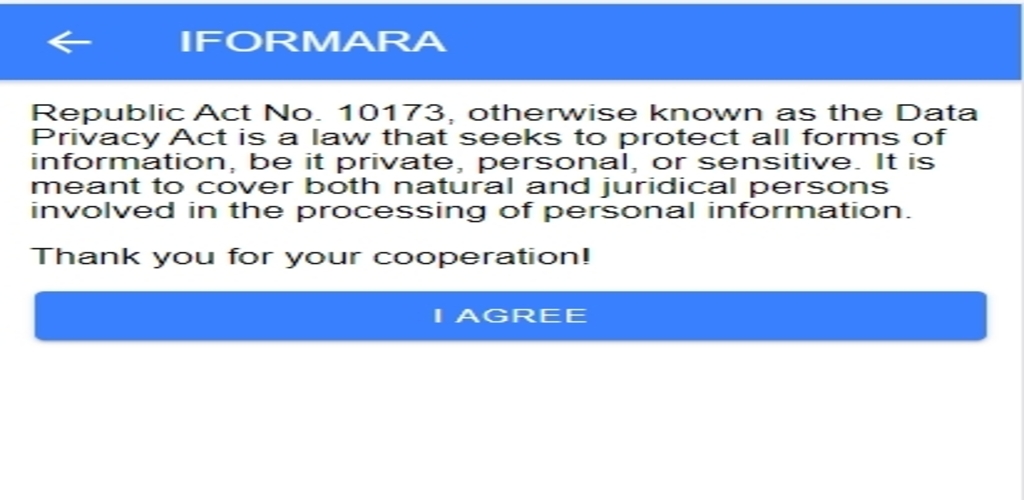 IFORMARA
Republic Act No. 10173, otherwise known as the Data
Privacy Act is a law that seeks to protect all forms of
information, be it private, personal, or sensitive. It is
meant to cover both natural and juridical persons
involved in the processing of personal information.
Thank you for your cooperation!
I AGREE